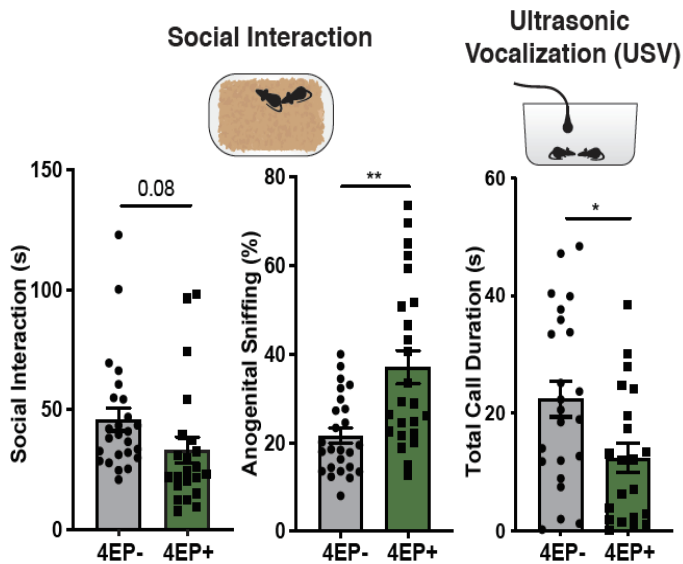 Social Interaction
Ultrasonic
Vocalization (USV)
Social Interaction (s)
150
100
50
0
0.08
4EP-
4EP+
Anogenital Sniffing (%)
80
60
40
20
0
**
4EP-
4EP+
Total Call Duration (s)
60
40
20
0
*
4EP-
4EP+